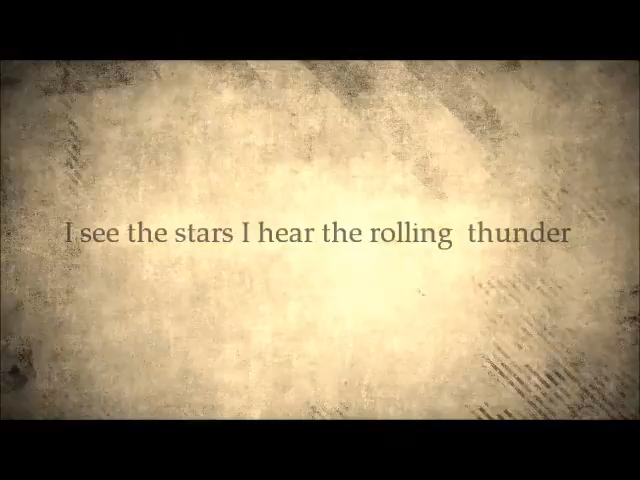 I see the stars I hear the rolling  thunder